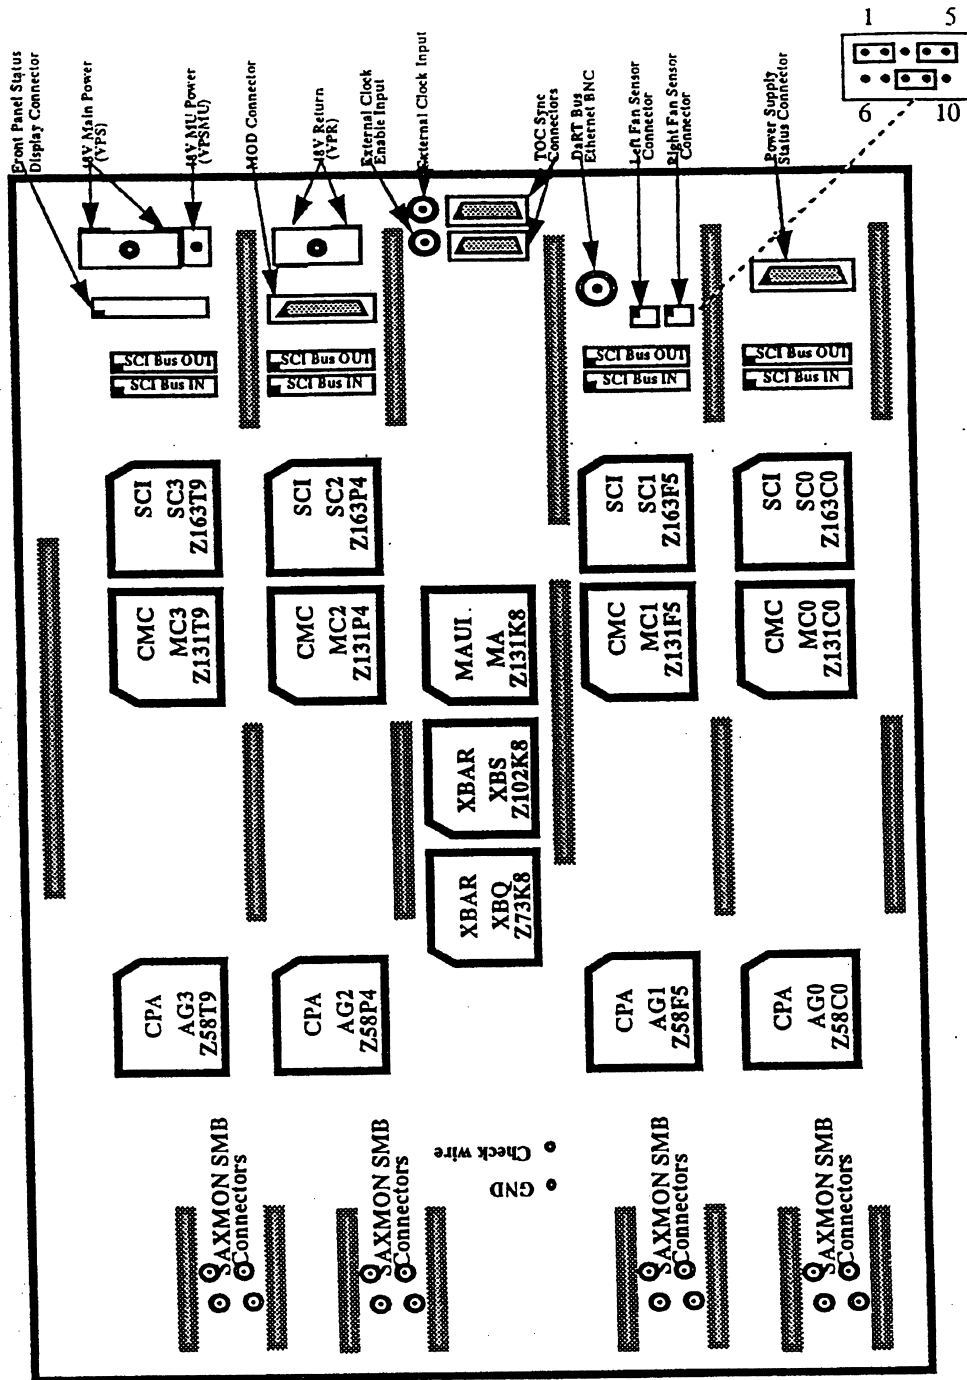 1 5
6 10
Front Panel Status
Display Connector
48V Main Power
(VPS)
48V MU Power
(VPSMU)
MOD Connector
48V Return
(VPR)
External Clock
Enable Input
External Clock Input
TOC Sync
Connectors
DaRT Bus
Ethernet BNC
Left Fan Sensor
Connector
Right Fan Sensor
Connector
Power Supply
Status Connector
SCI Bus OUT
SCI Bus IN
SCI Bus OUT
SCI Bus IN
SCI Bus OUT
SCI Bus IN
SCI Bus OUT
SCI Bus IN
SCI
SC3
Z163T9
SCI
SC2
Z163P4
SCI
SC1
Z163F5
SCI
SC0
Z163C0
CMC
MC3
Z131T9
CMC
MC2
Z131P4
MAUI
MA
Z131K8
CMC
MC1
Z131F5
CMC
MC0
Z131C0
XBAR
XBS
Z102K8
XBAR
XBQ
Z73K8
CPA
AG3
Z58T9
CPA
AG2
Z58P4
CPA
AG1
Z58F5
CPA
AG0
Z58C0
Check wire
GND
SAXMON SMB
Connectors
SAXMON SMB
Connectors
SAXMON SMB
Connectors
SAXMON SMB
Connectors